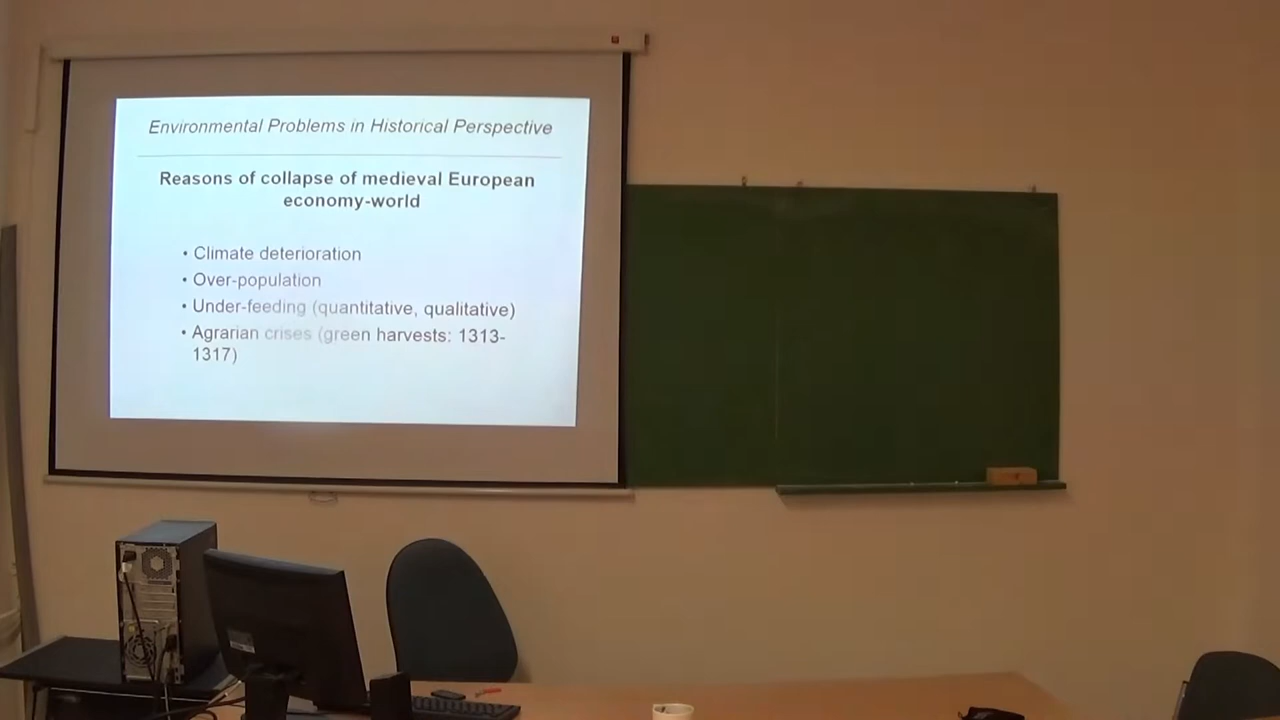 Environmental Problems in Historical Perspective
Reasons of collapse of medieval European
economy-world
• Climate deterioration
• Over-population
• Under-feeding (quantitative, qualitative)
• Agrarian crises (green harvests: 1313-
1317)